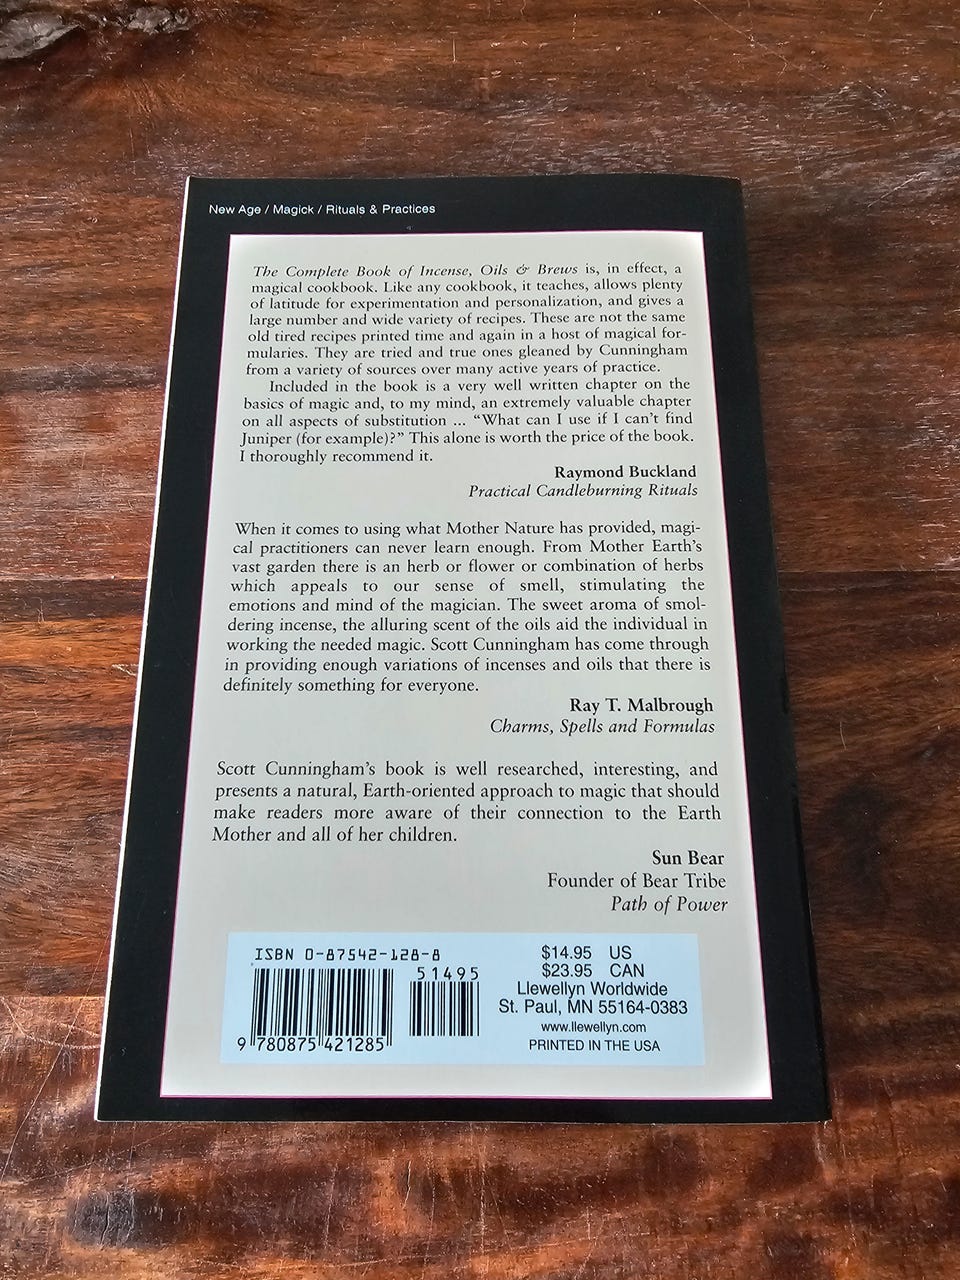 New Age / Magick / Rituals & Practices
The Complete Book of Incense, Oils & Brews is, in effect, a
magical cookbook. Like any cookbook, it teaches, allows plenty
of latitude for experimentation and personalization, and gives a
large number and wide variety of recipes. These are not the same
old tired recipes printed time and again in a host of magical for-
mularies. They are tried and true ones gleaned by Cunningham
from a variety of sources over many active years of practice.
Included in the book is a very well written chapter on the
basics of magic and, to my mind, an extremely valuable chapter
on all aspects of substitution ... “What can I use if I can’t find
Juniper (for example)?” This alone is worth the price of the book.
I thoroughly recommend it.
Raymond Buckland
Practical Candleburning Rituals
When it comes to using what Mother Nature has provided, magi-
cal practitioners can never learn enough. From Mother Earth’s
vast garden there is an herb or flower or combination of herbs
which appeals to our sense of smell, stimulating the
emotions and mind of the magician. The sweet aroma of smol-
dering incense, the alluring scent of the oils aid the individual in
working the needed magic. Scott Cunningham has come through
in providing enough variations of incenses and oils that there is
definitely something for everyone.
Ray T. Malbrough
Charms, Spells and Formulas
Scott Cunningham’s book is well researched, interesting, and
presents a natural, Earth-oriented approach to magic that should
make readers more aware of their connection to the Earth
Mother and all of her children.
Sun Bear
Founder of Bear Tribe
Path of Power
ISBN 0-87542-128-8
51495
9 780875 421285
$14.95 US
$23.95 CAN
Llewellyn Worldwide
St. Paul, MN 55164-0383
www.llewellyn.com
PRINTED IN THE USA